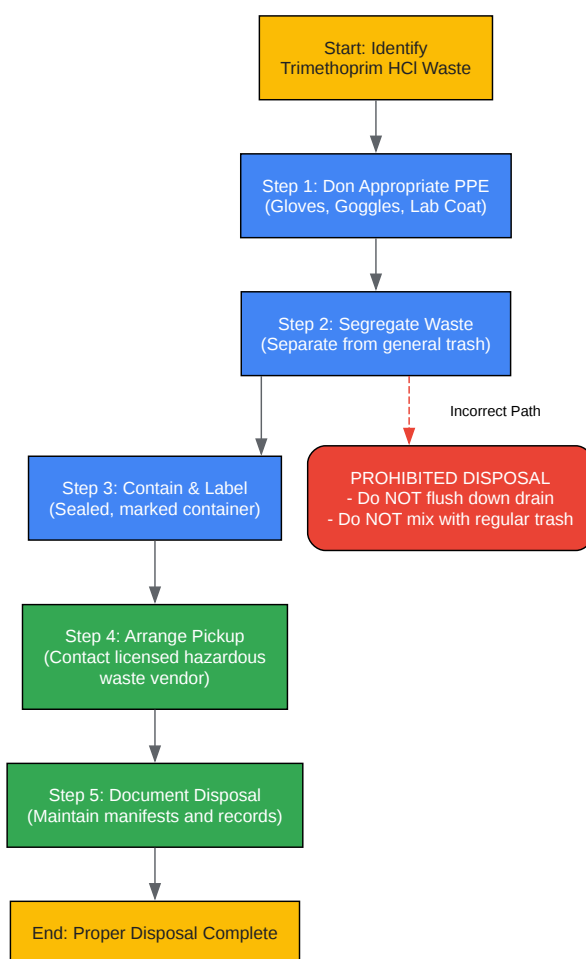 Start: Identify
Trimethoprim HCl Waste
Step 1: Don Appropriate PPE
(Gloves, Goggles, Lab Coat)
Step 2: Segregate Waste
(Separate from general trash)
Incorrect Path
Step 3: Contain & Label
(Sealed, marked container)
PROHIBITED DISPOSAL
- Do NOT flush down drain
- Do NOT mix with regular trash
Step 4: Arrange Pickup
(Contact licensed hazardous
waste vendor)
Step 5: Document Disposal
(Maintain manifests and records)
End: Proper Disposal Complete